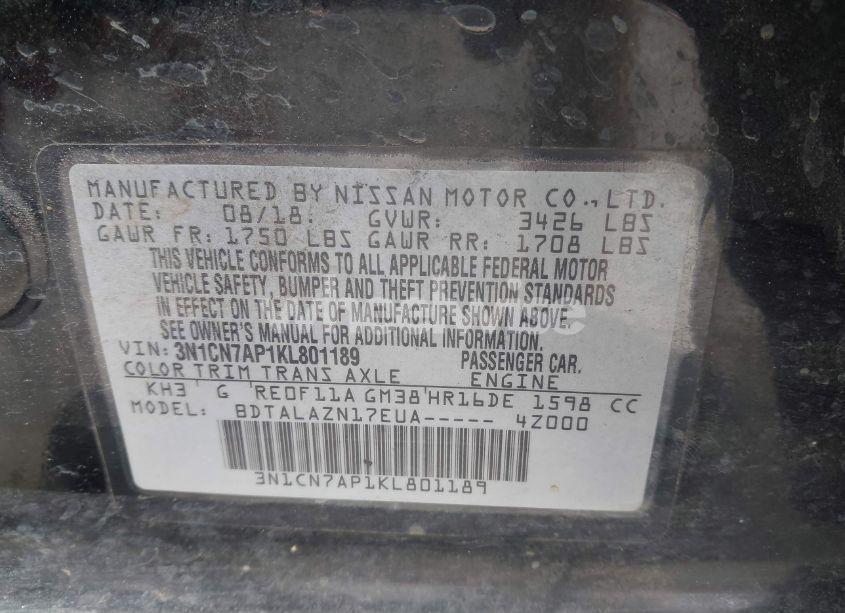 MANUFACTURED BY NISSAN MOTOR CO., LTD.
DATE: 08/18. GVWR: 3426 LBS
GAWR FR: 1750 LBS GAWR RR: 1708 LBS
THIS VEHICLE CONFORMS TO ALL APPLICABLE FEDERAL MOTOR
VEHICLE SAFETY, BUMPER AND THEFT PREVENTION STANDARDS
IN EFFECT ON THE DATE OF MANUFACTURE SHOWN ABOVE.
SEE OWNER'S MANUAL FOR ADDITIONAL INFORMATION.
VIN: 3N1CN7AP1KL801189 PASSENGER CAR.
COLOR TRIM TRANS AXLE ENGINE
KH3 G RE0F11A GM38 HR16DE 1598 CC
MODEL: BDTALAZN17EUA----- 4Z000
3N1CN7AP1KL801189